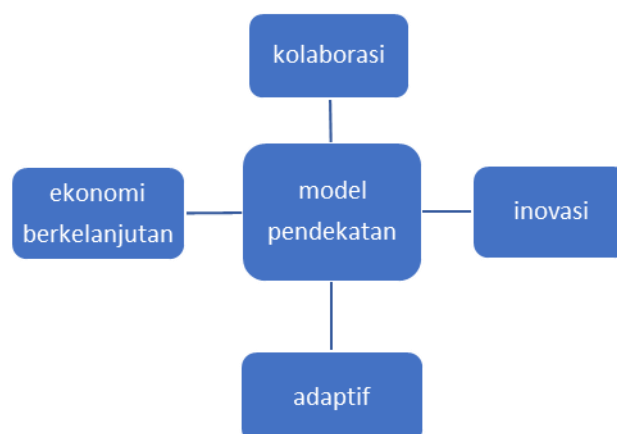 kolaborasi
ekonomi
berkelanjutan
model
pendekatan
inovasi
adaptif